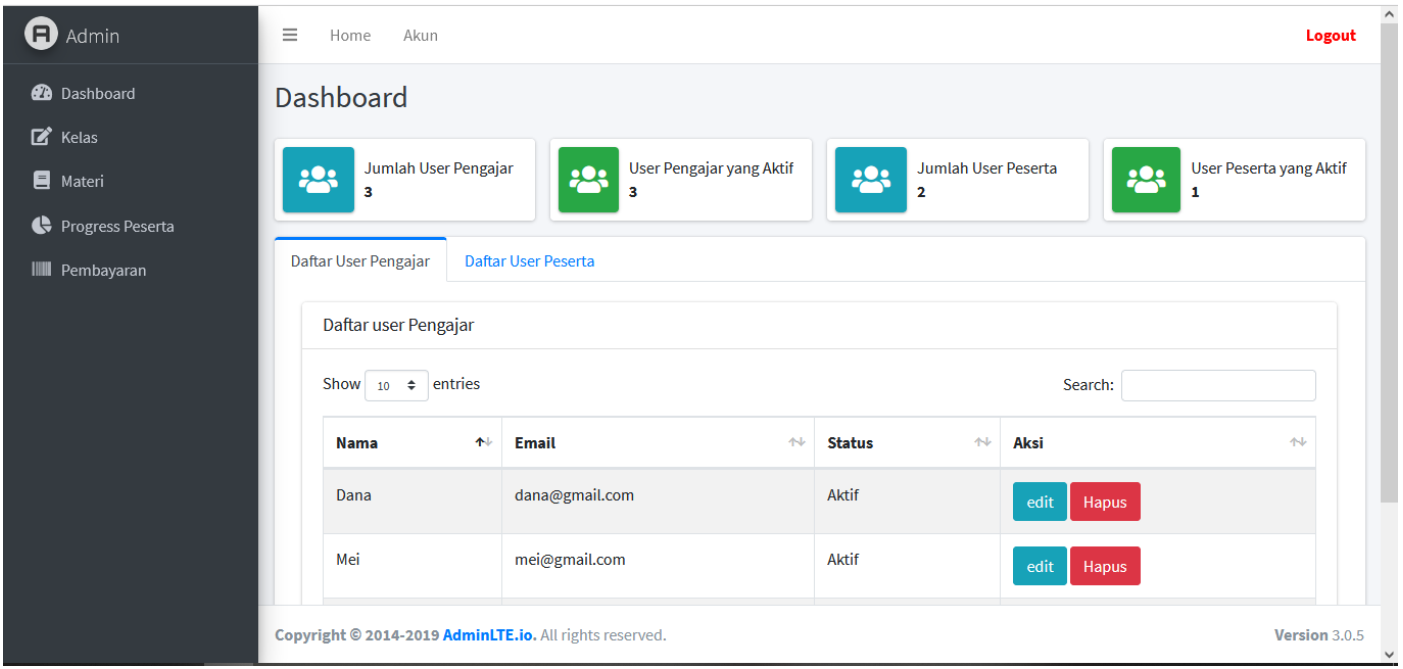 Admin
Home Akun Logout
Dashboard
Kelas
Materi
Progress Peserta
Pembayaran
Dashboard
Jumlah User Pengajar
3
User Pengajar yang Aktif
3
Jumlah User Peserta
2
User Peserta yang Aktif
1
Daftar User Pengajar Daftar User Peserta
Daftar user Pengajar
Show 10 entries Search:
Nama Email Status Aksi
Dana dana@gmail.com Aktif edit Hapus
Mei mei@gmail.com Aktif edit Hapus
Copyright © 2014-2019 AdminLTE.io. All rights reserved. Version 3.0.5